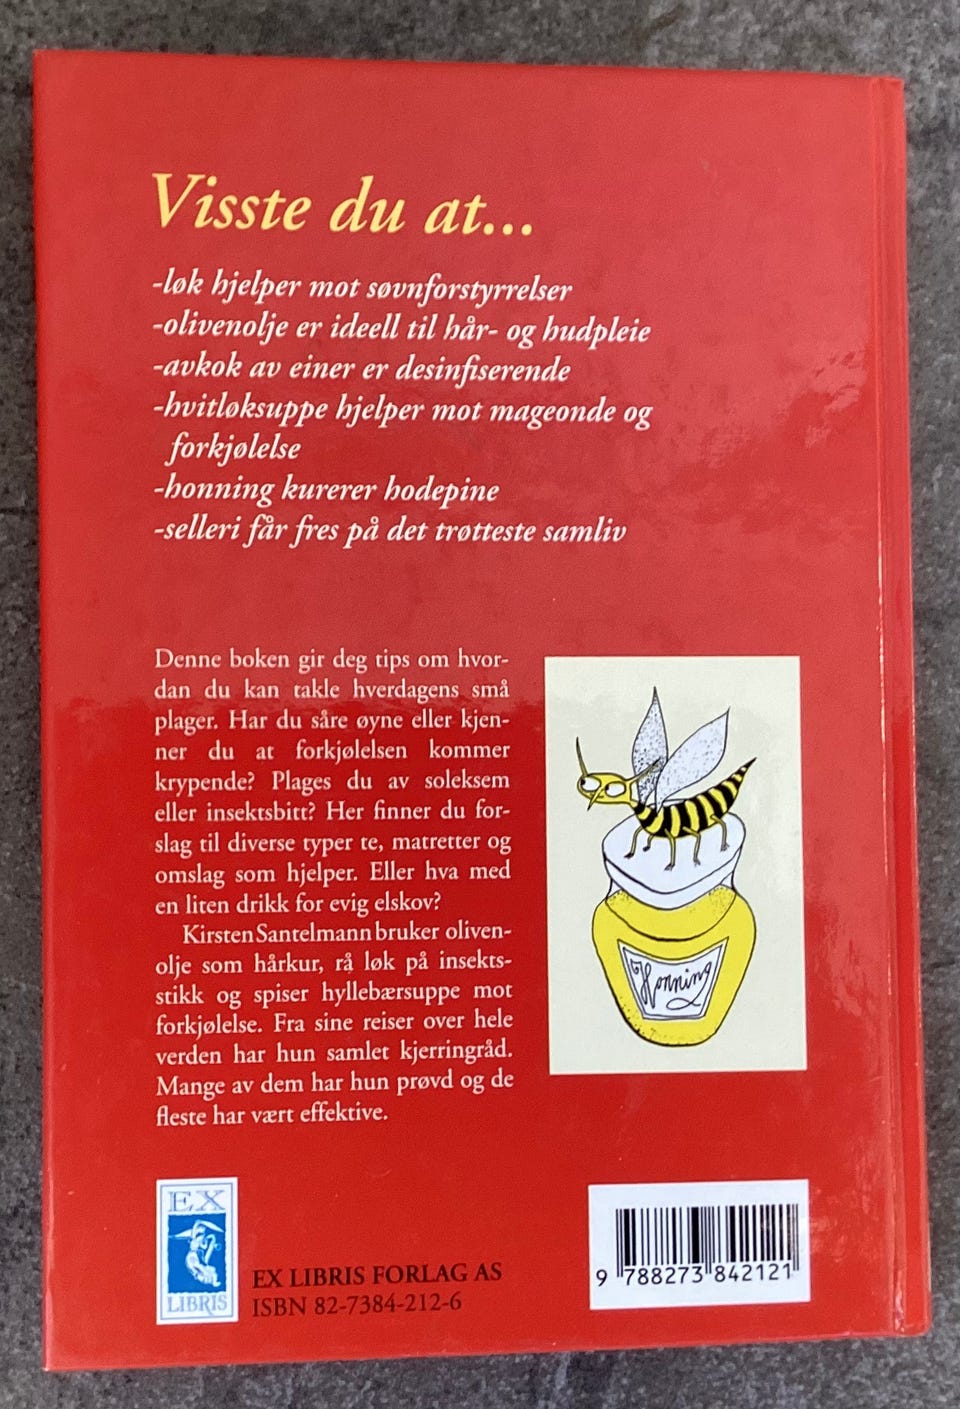 Visste du at...
-løk hjelper mot søvnforstyrrelser
-olivenolje er ideell til hår- og hudpleie
-avkok av einer er desinfiserende
-hvitløksuppe hjelper mot mageonde og
forkjølelse
-honning kurerer hodepine
-selleri får fres på det trøtteste samliv
Denne boken gir deg tips om hvor-
dan du kan takle hverdagens små
plager. Har du såre øyne eller kjen-
ner du at forkjølelsen kommer
krypende? Plages du av soleksem
eller insektsbitt? Her finner du for-
slag til diverse typer te, matretter og
omslag som hjelper. Eller hva med
en liten drikk for evig elskov?
Kirsten Santelmann bruker oliven-
olje som hårkur, rå løk på insekts-
stikk og spiser hyllebærsuppe mot
forkjølelse. Fra sine reiser over hele
verden har hun samlet kjerringråd.
Mange av dem har hun prøvd og de
fleste har vært effektive.
Honning
EX
LIBRIS
EX LIBRIS FORLAG AS
ISBN 82-7384-212-6
9 788273 842121